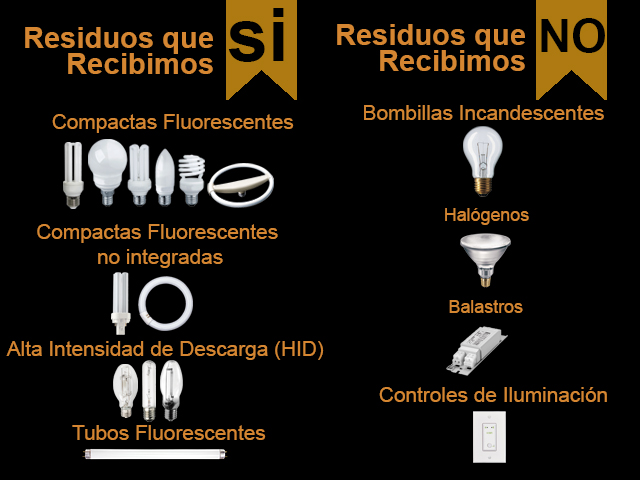 Residuos que
Recibimos
SI
Compactas Fluorescentes
Compactas Fluorescentes
no integradas
Alta Intensidad de Descarga (HID)
Tubos Fluorescentes
Residuos que
Recibimos
NO
Bombillas Incandescentes
Halógenos
Balastros
Controles de Iluminación